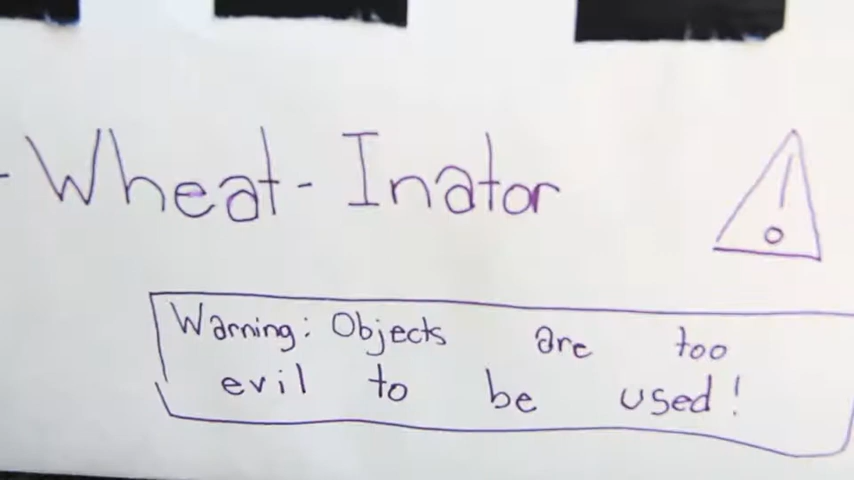 - Wheat - Inator
Warning: Objects are too
evil to be used!